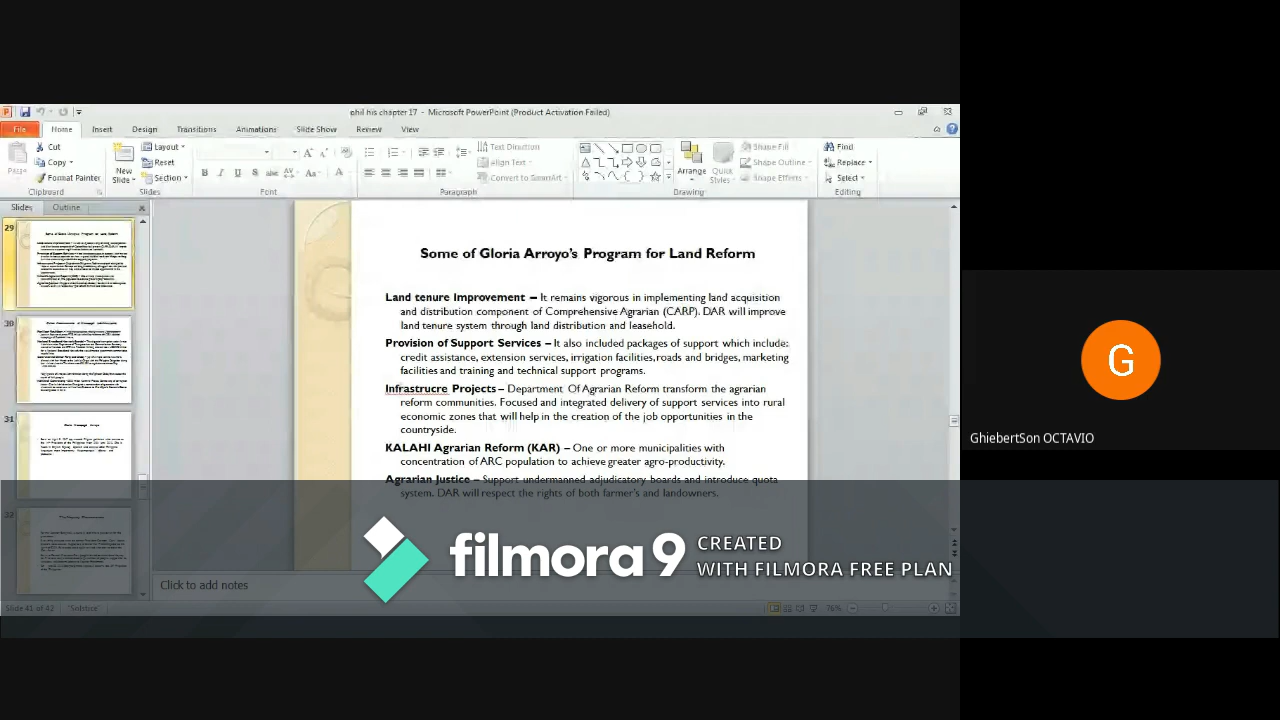 phil his chapter 17 - Microsoft PowerPoint (Product Activation Failed)
File Home Insert Design Transitions Animations Slide Show Review View
Paste
Cut
Copy
Format Painter
Clipboard
New
Slide
Layout
Reset
Section
Slides
Font
Paragraph
Text Direction
Align Text
Convert to SmartArt
Arrange
Quick
Styles
Shape Fill
Shape Outline
Shape Effects
Drawing
Find
Replace
Select
Editing
Slides Outline
29
30
31
32
Some of Gloria Arroyo's Program for Land Reform
Land tenure Improvement – It remains vigorous in implementing land acquisition
and distribution component of Comprehensive Agrarian (CARP). DAR will improve
land tenure system through land distribution and leasehold.
Provision of Support Services – It also included packages of support which include:
credit assistance, extension services, irrigation facilities, roads and bridges, marketing
facilities and training and technical support programs.
Infrastrucre Projects – Department Of Agrarian Reform transform the agrarian
reform communities. Focused and integrated delivery of support services into rural
economic zones that will help in the creation of the job opportunities in the
countryside.
KALAHI Agrarian Reform (KAR) – One or more municipalities with
concentration of ARC population to achieve greater agro-productivity.
Agrarian Justice – Support undermanned adjudicatory boards and introduce quota
system. DAR will respect the rights of both farmer's and landowners.
filmora9 CREATED
WITH FILMORA FREE PLAN
Click to add notes
Slide 41 of 42 "Solstice" 76%
G
GhiebertSon OCTAVIO